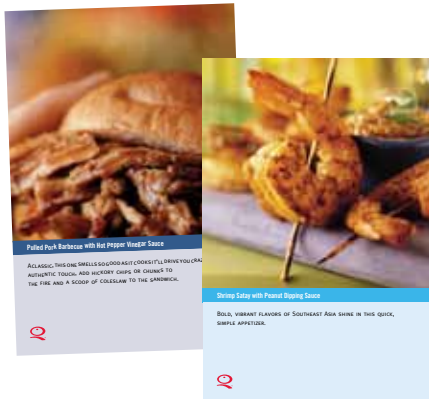 Pulled Pork Barbecue with Hot Pepper Vinegar Sauce
A CLASSIC. THIS ONE SMELLS SO GOOD AS IT COOKS IT'LL DRIVE YOU
AUTHENTIC TOUCH, ADD HICKORY CHIPS OR CHUNKS TO
THE FIRE AND A SCOOP OF COLESLAW TO THE SANDWICH.
Shrimp Satay with Peanut Dipping Sauce
BOLD, VIBRANT FLAVORS OF SOUTHEAST ASIA SHINE IN THIS QUICK,
SIMPLE APPETIZER.